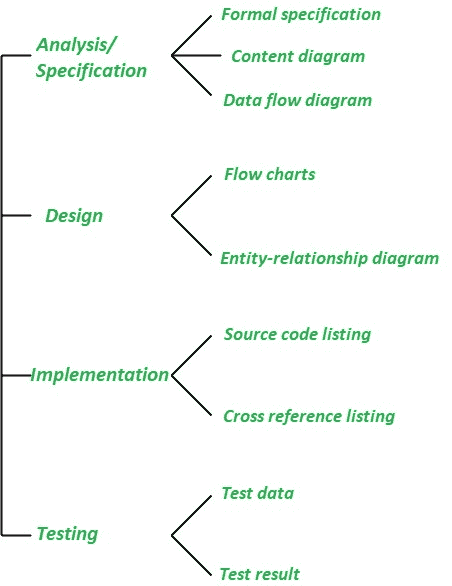 Analysis/
Specification
Formal specification
Content diagram
Data flow diagram
Design
Flow charts
Entity-relationship diagram
Implementation
Source code listing
Cross reference listing
Testing
Test data
Test result